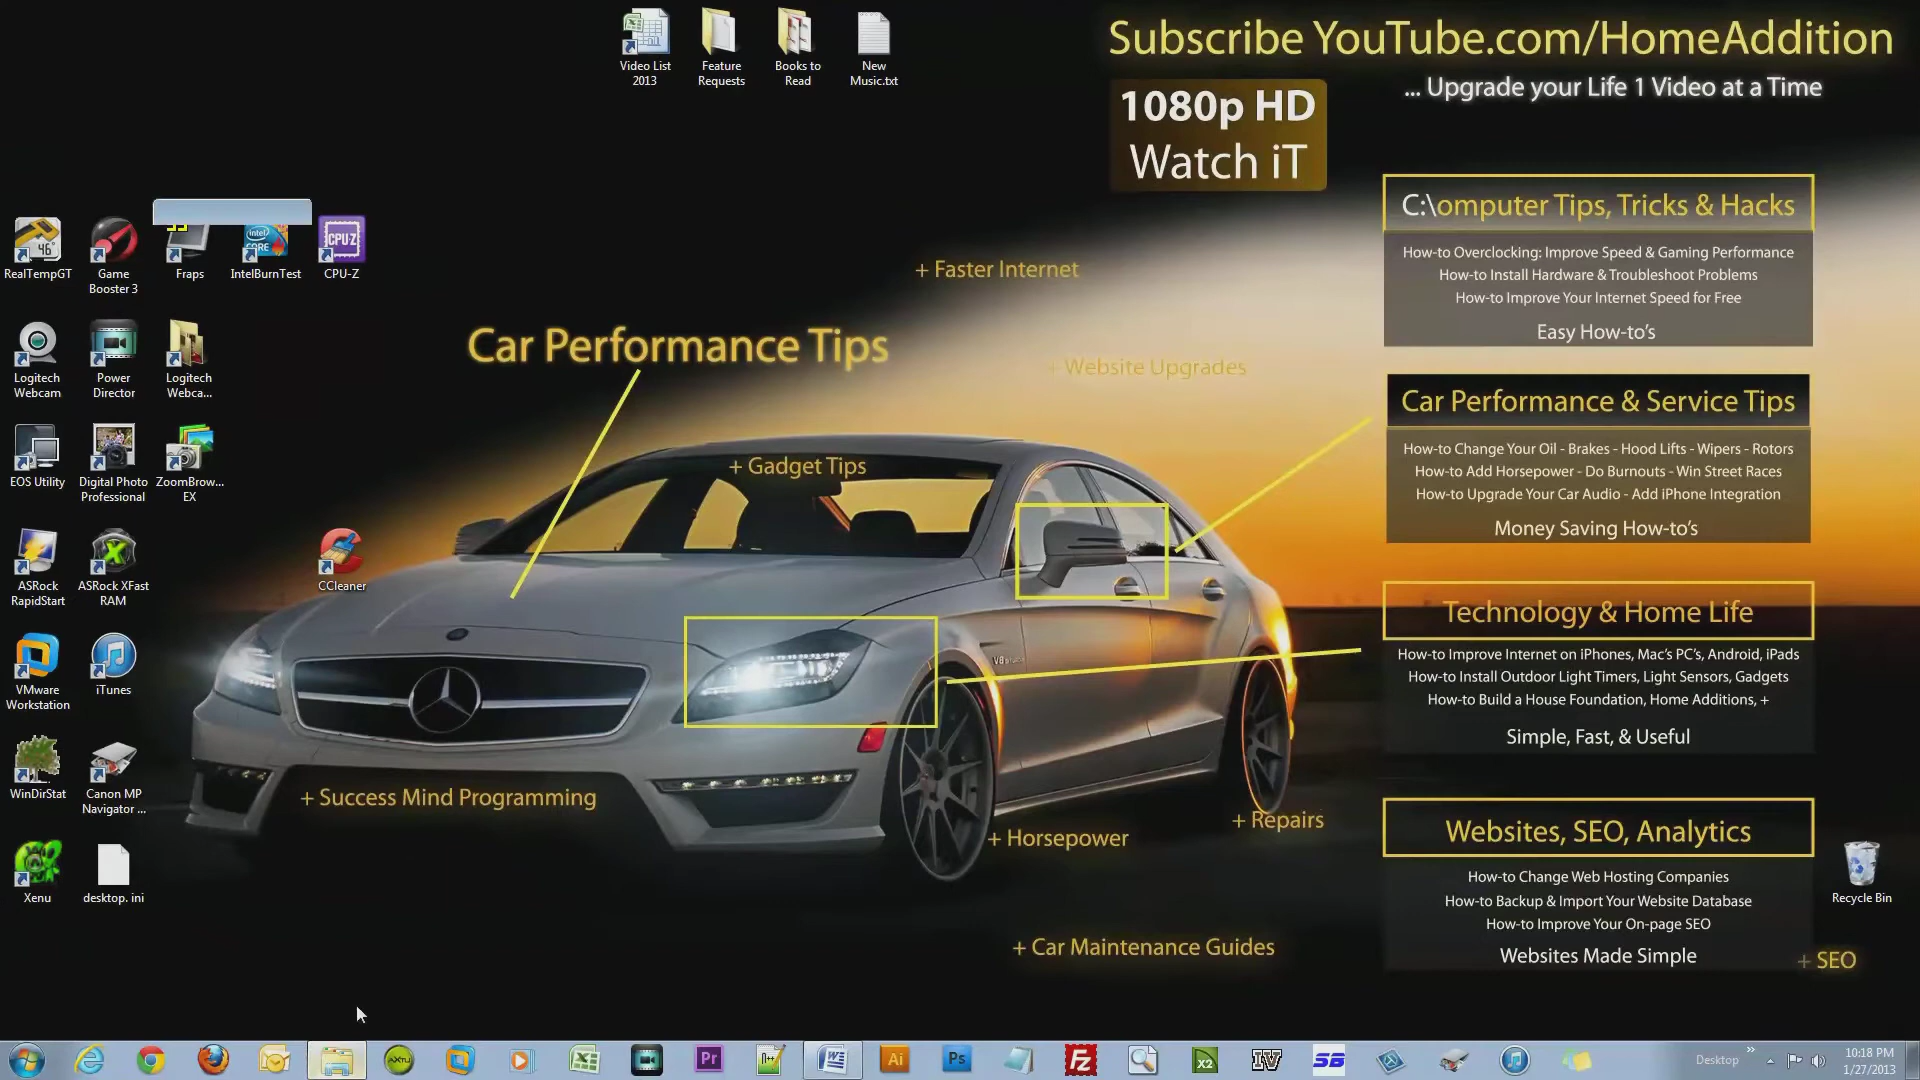 Video List
2013
Feature
Requests
Books to
Read
New
Music.txt
Subscribe YouTube.com/HomeAddition
... Upgrade your Life 1 Video at a Time
1080p HD
Watch iT
C:\omputer Tips, Tricks & Hacks
How-to Overclocking: Improve Speed & Gaming Performance
How-to Install Hardware & Troubleshoot Problems
How-to Improve Your Internet Speed for Free
Easy How-to's
RealTempGT
Game
Booster 3
Fraps
IntelBurnTest
CPU-Z
CPU-Z
intel
CORE
46°
+ Faster Internet
Car Performance Tips
+ Website Upgrades
Logitech
Webcam
Power
Director
Logitech
Webca...
Car Performance & Service Tips
How-to Change Your Oil - Brakes - Hood Lifts - Wipers - Rotors
How-to Add Horsepower - Do Burnouts - Win Street Races
How-to Upgrade Your Car Audio - Add iPhone Integration
Money Saving How-to's
+ Gadget Tips
EOS Utility
Digital Photo
Professional
ZoomBrow...
EX
ASRock
RapidStart
ASRock XFast
RAM
CCleaner
Technology & Home Life
How-to Improve Internet on iPhones, Mac's PC's, Android, iPads
How-to Install Outdoor Light Timers, Light Sensors, Gadgets
How-to Build a House Foundation, Home Additions, +
Simple, Fast, & Useful
VMware
Workstation
iTunes
WinDirStat
Canon MP
Navigator ...
+ Success Mind Programming
+ Horsepower
+ Repairs
Websites, SEO, Analytics
How-to Change Web Hosting Companies
How-to Backup & Import Your Website Database
How-to Improve Your On-page SEO
Websites Made Simple
+ SEO
Xenu
desktop. ini
Recycle Bin
+ Car Maintenance Guides
Pr
Ai
Ps
Fz
X2
IV
Desktop
10:18 PM
1/27/2013